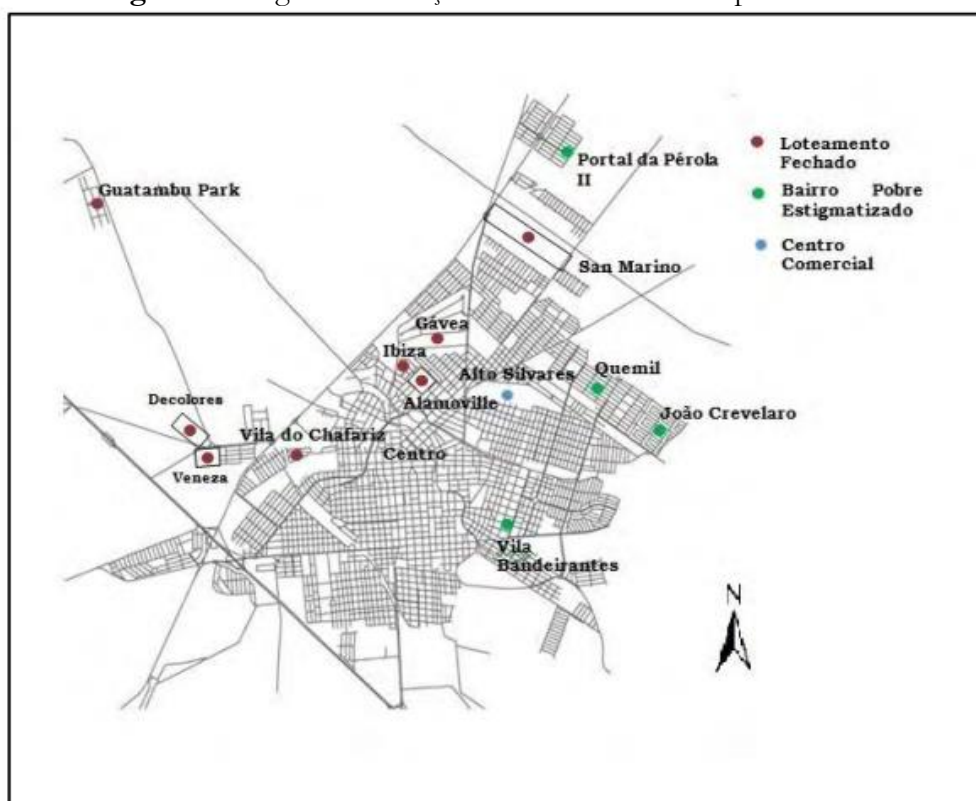 Portal da Pérola
II
Loteamento
Fechado
Guatambu Park
Bairro Pobre
Estigmatizado
Centro
Comercial
San Marino
Gávea
Ibiza
Alto Silvares
Quemil
Alamoville
Decolores
João Crevelaro
Vila do Chafariz
Centro
Veneza
Vila
Bandeirantes
N